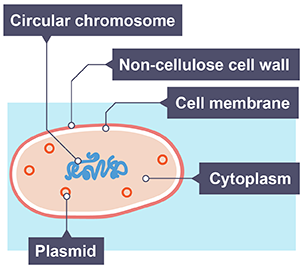 Circular chromosome
Non-cellulose cell wall
Cell membrane
Cytoplasm
Plasmid